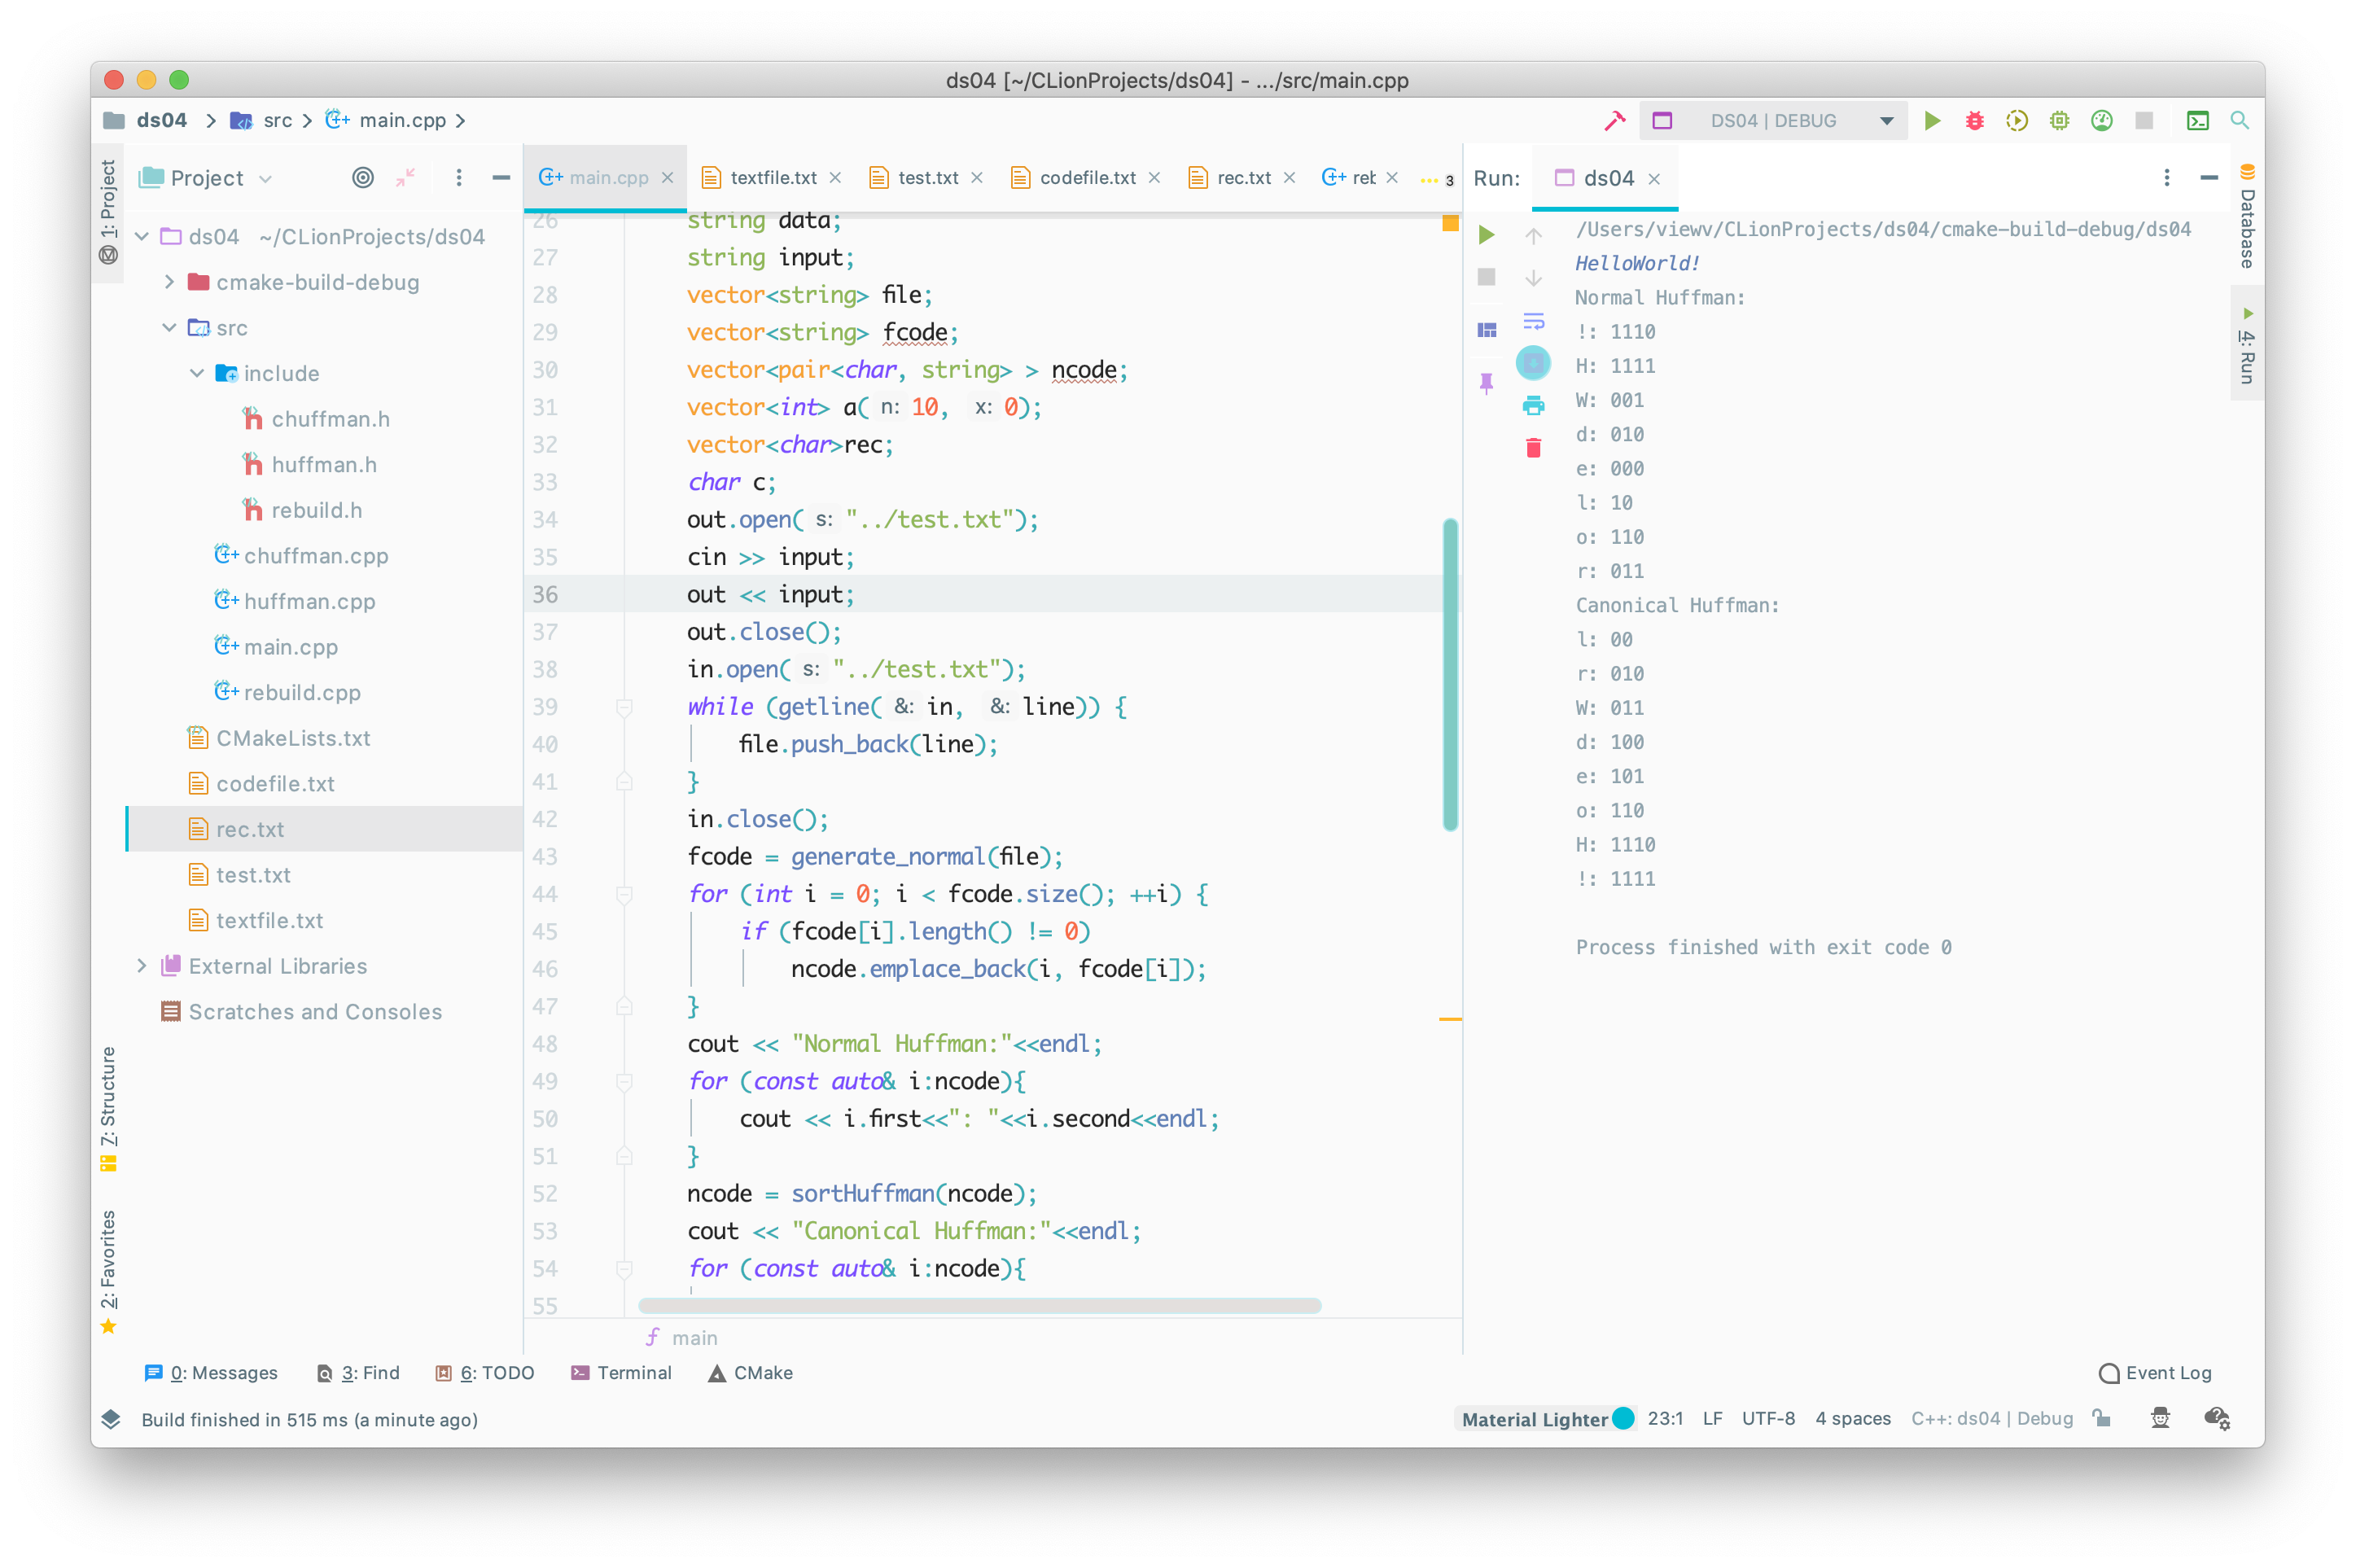 ds04 [~/CLionProjects/ds04] - .../src/main.cpp
ds04 src main.cpp
DS04 | DEBUG
1: Project
7: Structure
2: Favorites
Project
ds04 ~/CLionProjects/ds04
cmake-build-debug
src
include
chuffman.h
huffman.h
rebuild.h
chuffman.cpp
huffman.cpp
main.cpp
rebuild.cpp
CMakeLists.txt
codefile.txt
rec.txt
test.txt
textfile.txt
External Libraries
Scratches and Consoles
main.cpp textfile.txt test.txt codefile.txt rec.txt reb 3
26 string data;
27 string input;
28 vector<string> file;
29 vector<string> fcode;
30 vector<pair<char, string> > ncode;
31 vector<int> a( n: 10, x: 0);
32 vector<char>rec;
33 char c;
34 out.open( s: "../test.txt");
35 cin >> input;
36 out << input;
37 out.close();
38 in.open( s: "../test.txt");
39 while (getline( &: in, &: line)) {
40 file.push_back(line);
41 }
42 in.close();
43 fcode = generate_normal(file);
44 for (int i = 0; i < fcode.size(); ++i) {
45 if (fcode[i].length() != 0)
46 ncode.emplace_back(i, fcode[i]);
47 }
48 cout << "Normal Huffman:"<<endl;
49 for (const auto& i:ncode){
50 cout << i.first<<": "<<i.second<<endl;
51 }
52 ncode = sortHuffman(ncode);
53 cout << "Canonical Huffman:"<<endl;
54 for (const auto& i:ncode){
55
f main
Run: ds04
/Users/viewv/CLionProjects/ds04/cmake-build-debug/ds04
HelloWorld!
Normal Huffman:
!: 1110
H: 1111
W: 001
d: 010
e: 000
l: 10
o: 110
r: 011
Canonical Huffman:
l: 00
r: 010
W: 011
d: 100
e: 101
o: 110
H: 1110
!: 1111
Process finished with exit code 0
Database
4: Run
0: Messages 3: Find 6: TODO Terminal CMake Event Log
Build finished in 515 ms (a minute ago) Material Lighter 23:1 LF UTF-8 4 spaces C++: ds04 | Debug